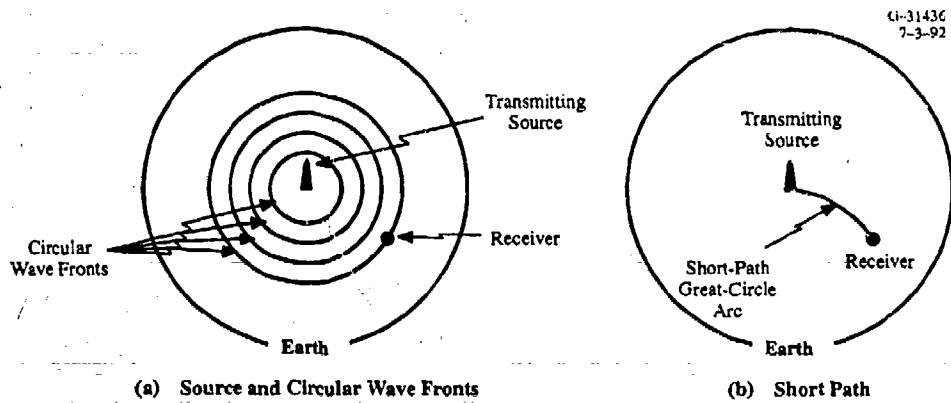 G-31436
7-3-92
Transmitting
Source
Circular
Wave Fronts
Receiver
Earth
(a) Source and Circular Wave Fronts
Transmitting
Source
Short-Path
Great-Circle
Arc
Receiver
Earth
(b) Short Path